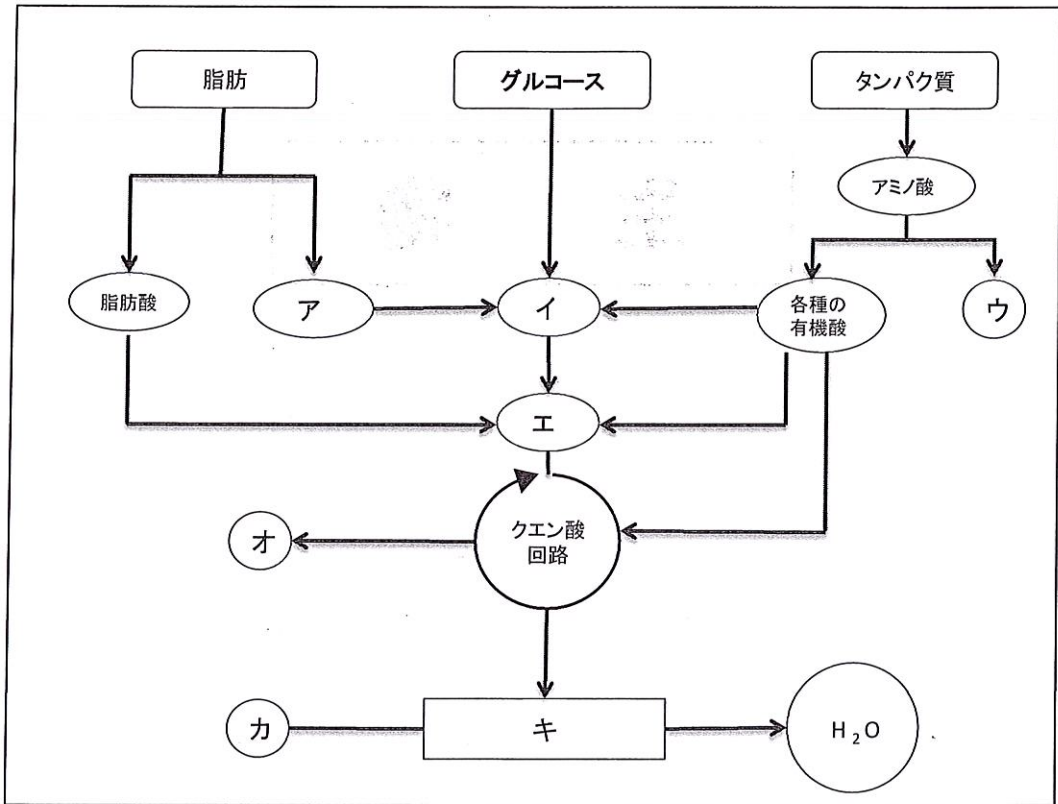 脂肪
グルコース
タンパク質
アミノ酸
脂肪酸
ア
イ
各種の
有機酸
ウ
エ
クエン酸
回路
オ
カ
キ
H₂O